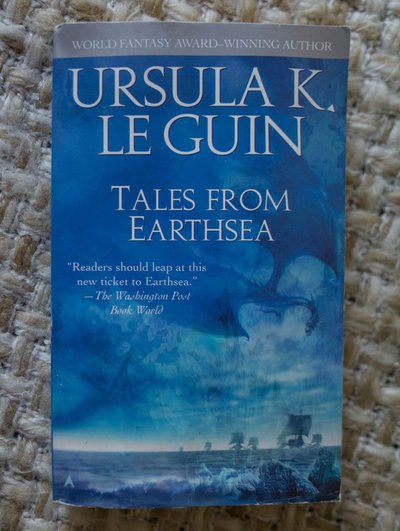 WORLD FANTASY AWARD–WINNING AUTHOR
URSULA K.
LE GUIN
TALES FROM
EARTHSEA
"Readers should leap at this
new ticket to Earthsea."
—The Washington Post
Book World